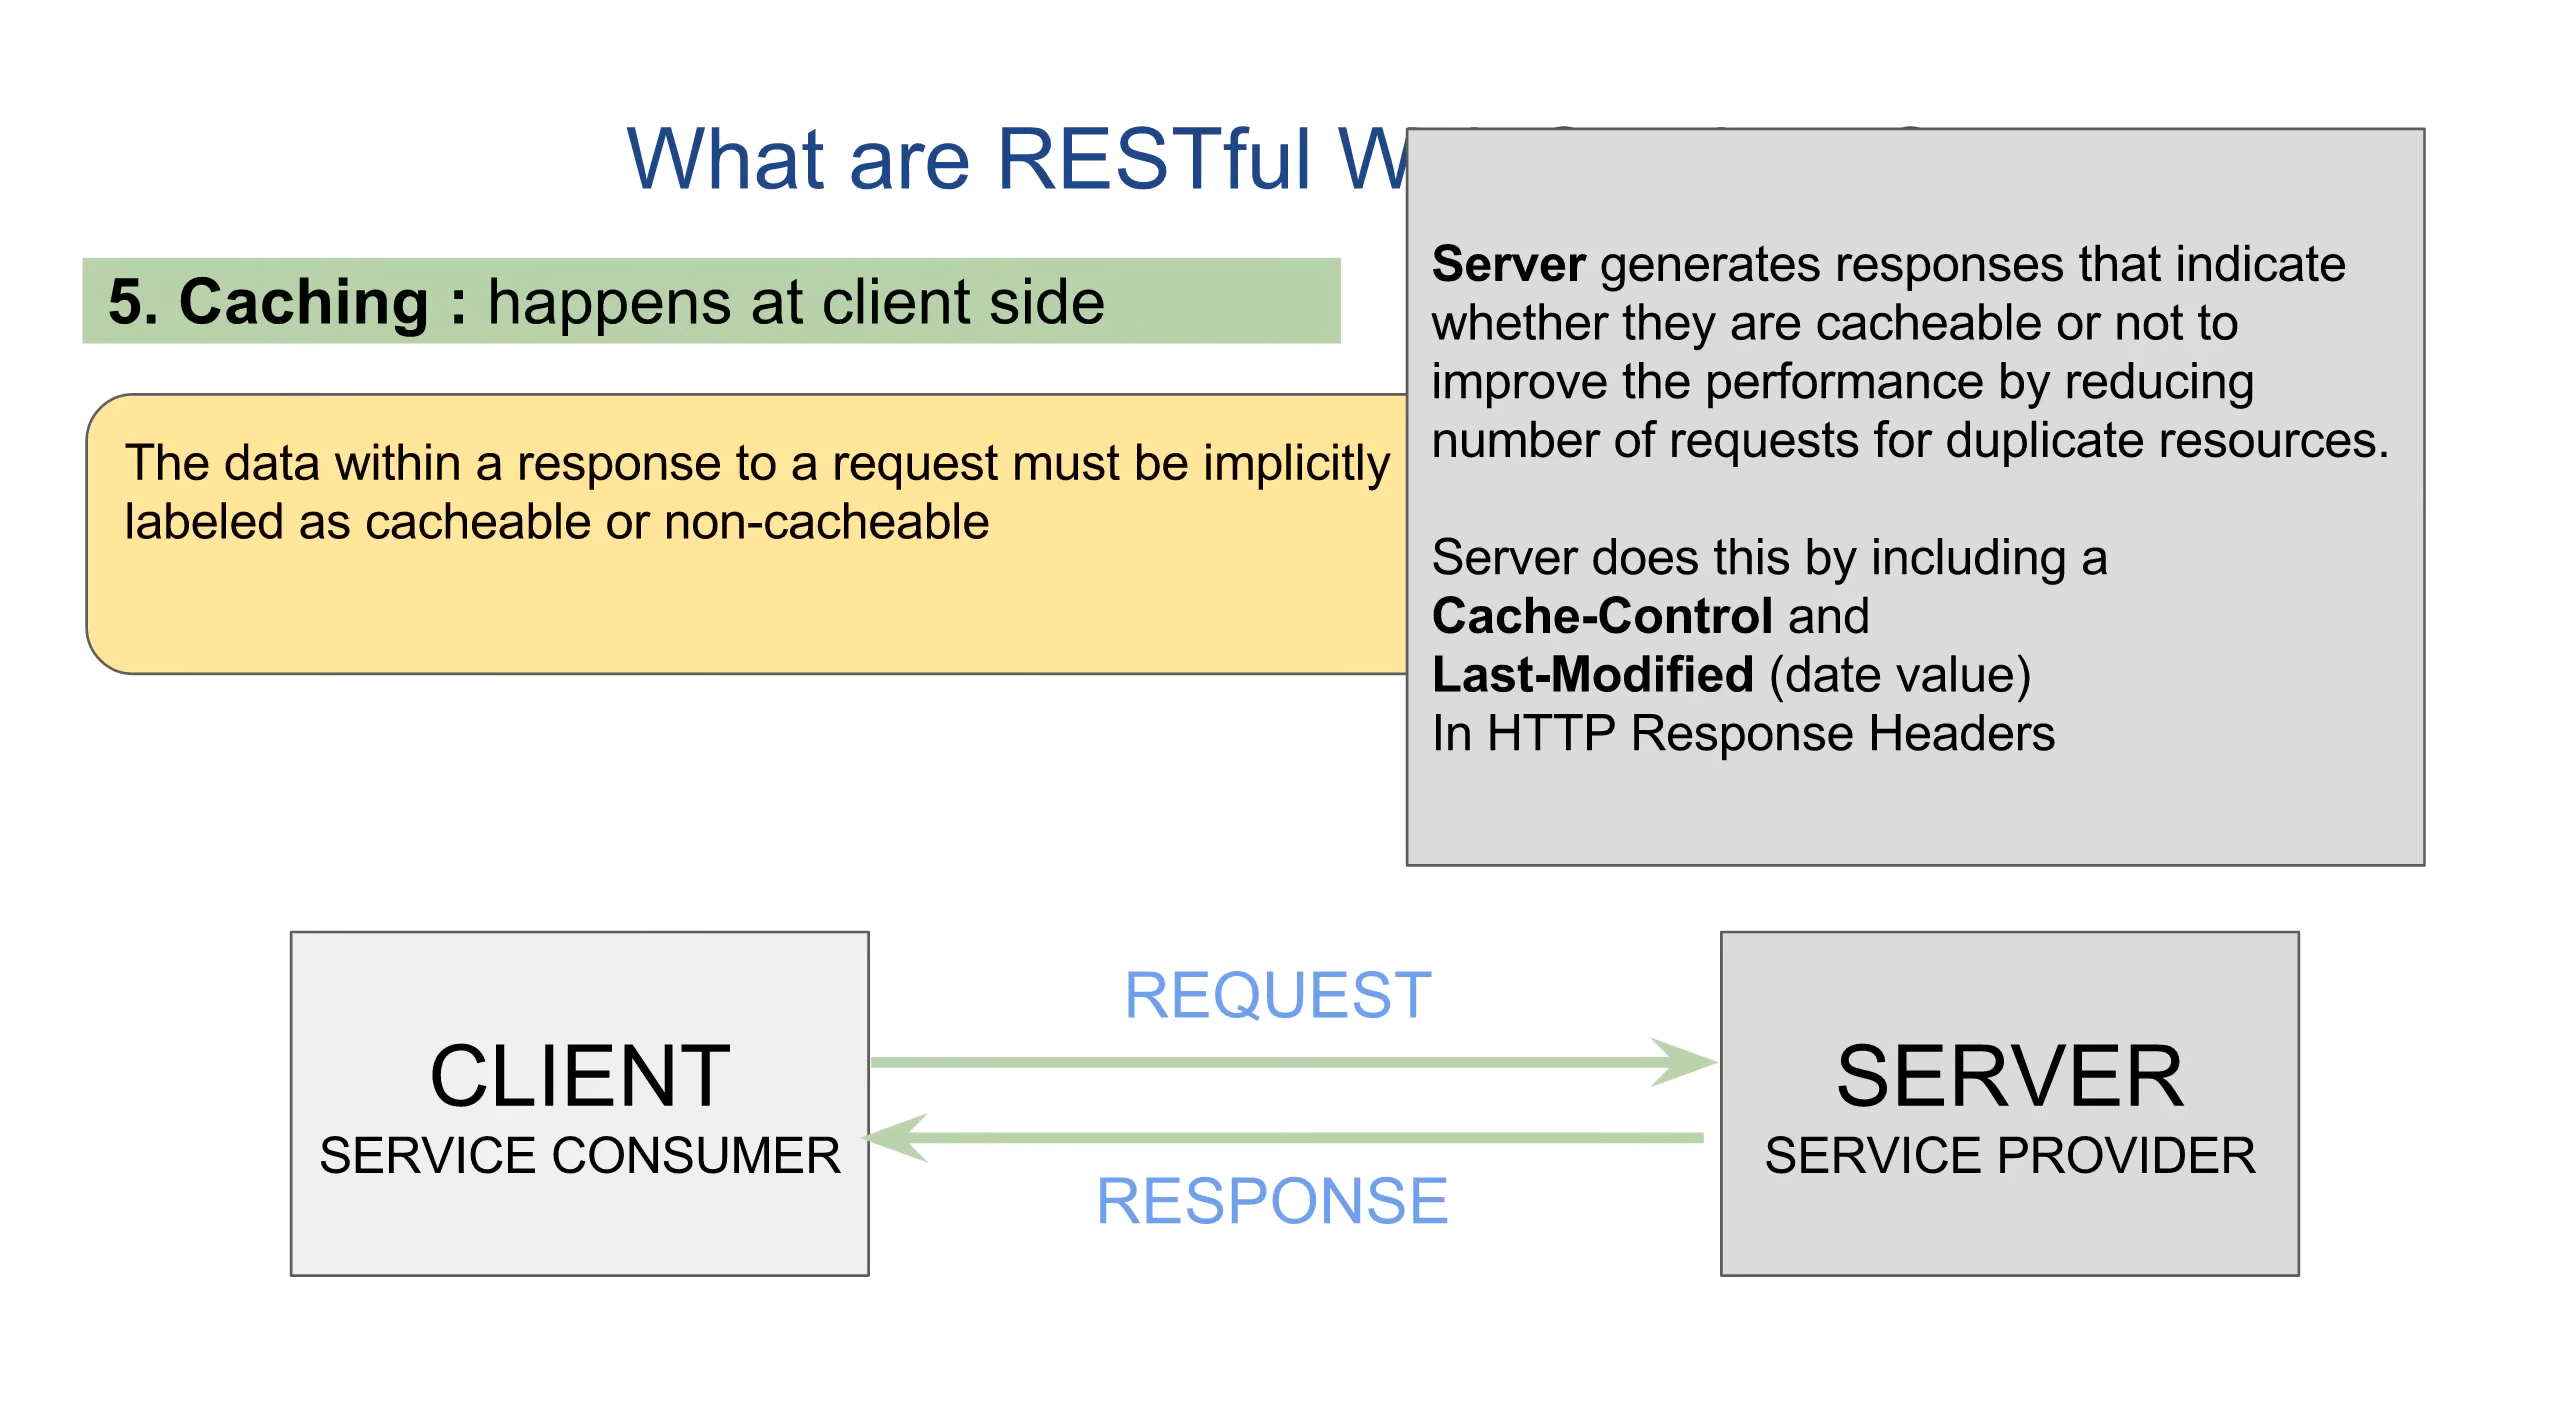 What are RESTful W
5. Caching : happens at client side
The data within a response to a request must be implicitly
labeled as cacheable or non-cacheable
Server generates responses that indicate
whether they are cacheable or not to
improve the performance by reducing
number of requests for duplicate resources.
Server does this by including a
Cache-Control and
Last-Modified (date value)
In HTTP Response Headers
REQUEST
CLIENT
SERVICE CONSUMER
SERVER
SERVICE PROVIDER
RESPONSE